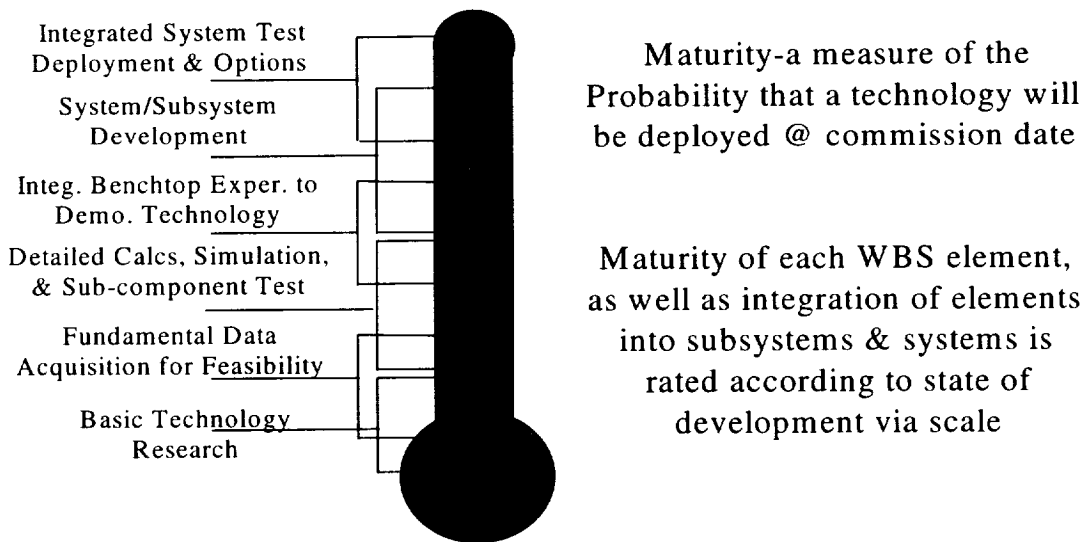 Integrated System Test
Deployment & Options
System/Subsystem
Development
Integ. Benchtop Exper. to
Demo. Technology
Detailed Calcs, Simulation,
& Sub-component Test
Fundamental Data
Acquisition for Feasibility
Basic Technology
Research
Maturity-a measure of the
Probability that a technology will
be deployed @ commission date
Maturity of each WBS element,
as well as integration of elements
into subsystems & systems is
rated according to state of
development via scale